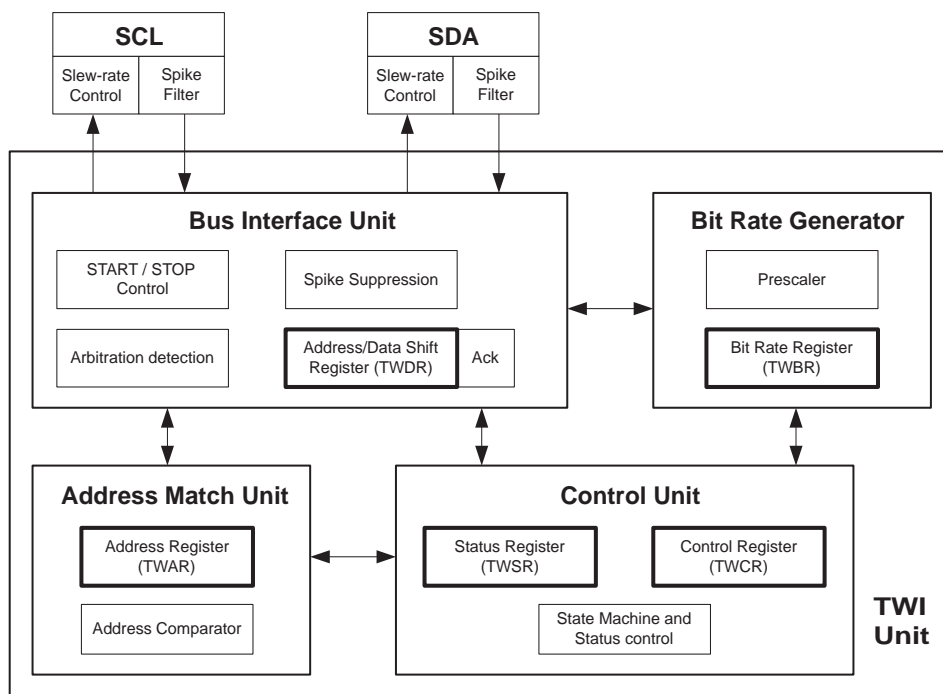 SCL
SDA
Slew-rate
Control
Spike
Filter
Slew-rate
Control
Spike
Filter
Bus Interface Unit
START / STOP
Control
Spike Suppression
Arbitration detection
Address/Data Shift
Register (TWDR)
Ack
Bit Rate Generator
Prescaler
Bit Rate Register
(TWBR)
Address Match Unit
Address Register
(TWAR)
Address Comparator
Control Unit
Status Register
(TWSR)
Control Register
(TWCR)
State Machine and
Status control
TWI
Unit